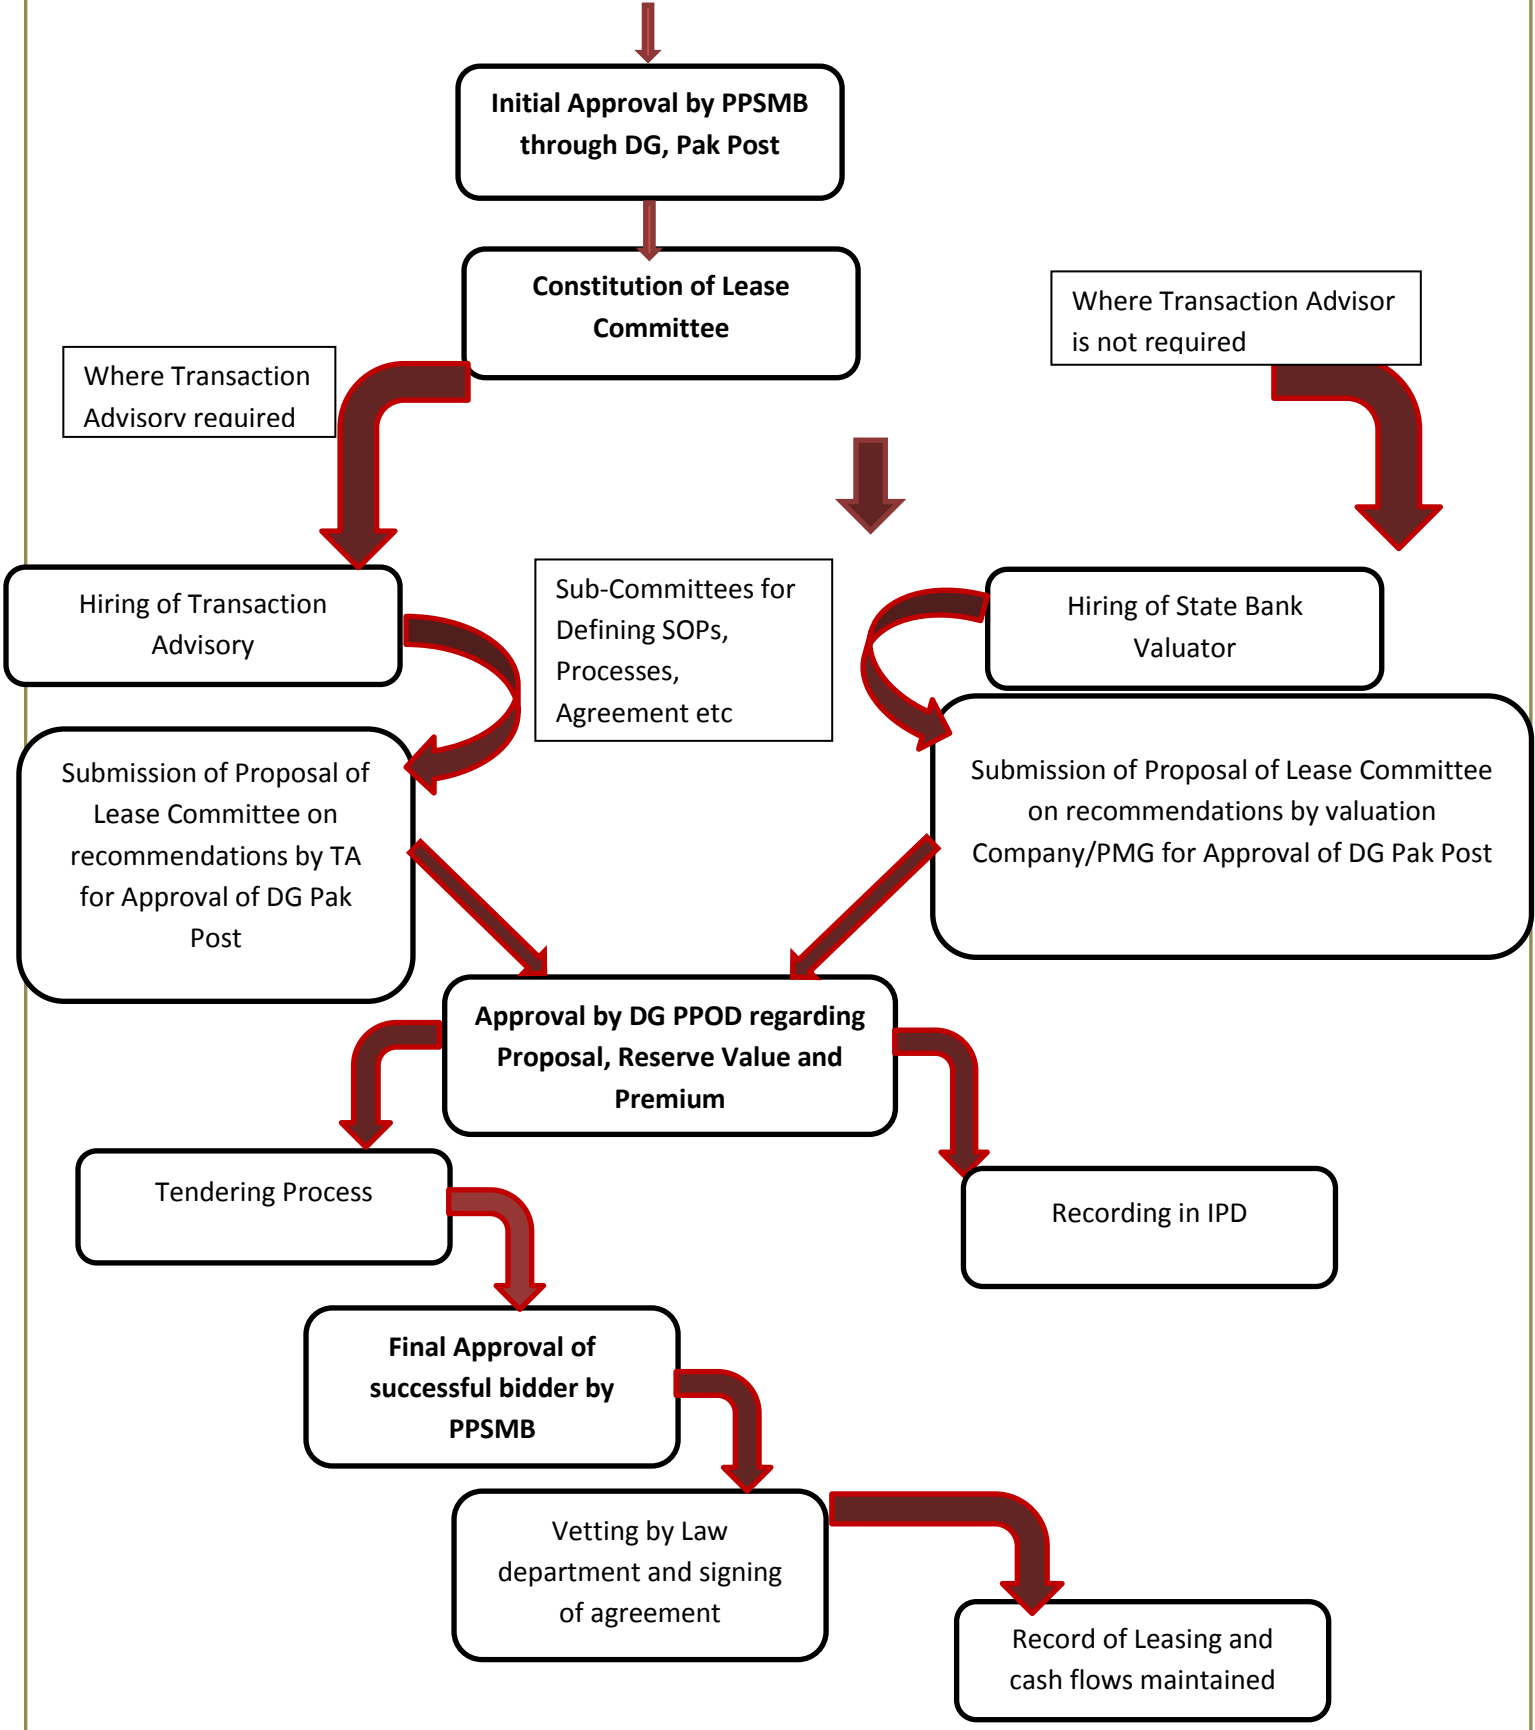 Initial Approval by PPSMB
through DG, Pak Post
Constitution of Lease
Committee
Where Transaction Advisor
is not required
Where Transaction
Advisory required
Hiring of Transaction
Advisory
Sub-Committees for
Defining SOPs,
Processes,
Agreement etc
Hiring of State Bank
Valuator
Submission of Proposal of
Lease Committee on
recommendations by TA
for Approval of DG Pak
Post
Submission of Proposal of Lease Committee
on recommendations by valuation
Company/PMG for Approval of DG Pak Post
Approval by DG PPOD regarding
Proposal, Reserve Value and
Premium
Tendering Process
Recording in IPD
Final Approval of
successful bidder by
PPSMB
Vetting by Law
department and signing
of agreement
Record of Leasing and
cash flows maintained